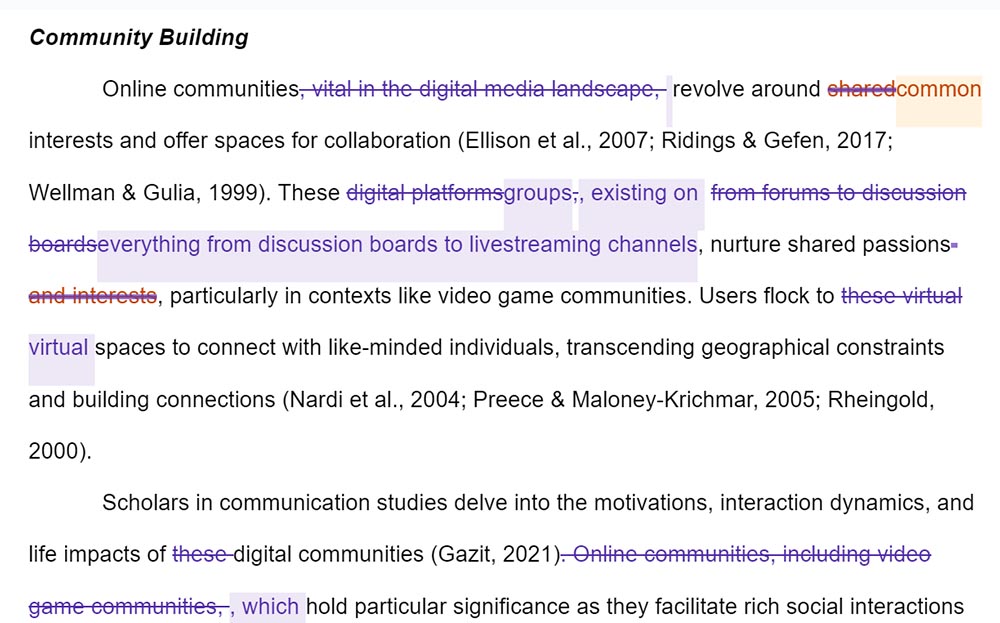 Community Building
Online communities, vital in the digital media landscape, revolve around sharedcommon
interests and offer spaces for collaboration (Ellison et al., 2007; Ridings & Gefen, 2017;
Wellman & Gulia, 1999). These digital platformsgroups,, existing on from forums to discussion
boardseverything from discussion boards to livestreaming channels, nurture shared passions
and interests, particularly in contexts like video game communities. Users flock to these virtual
virtual spaces to connect with like-minded individuals, transcending geographical constraints
and building connections (Nardi et al., 2004; Preece & Maloney-Krichmar, 2005; Rheingold,
2000).
Scholars in communication studies delve into the motivations, interaction dynamics, and
life impacts of these digital communities (Gazit, 2021). Online communities, including video
game communities, , which hold particular significance as they facilitate rich social interactions